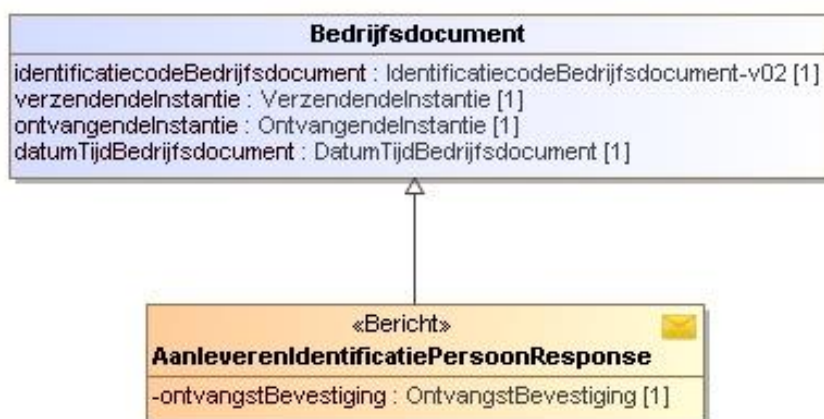 Bedrijfsdocument
identificatiecodeBedrijfsdocument : IdentificatiecodeBedrijfsdocument-v02 [1]
verzendendeInstantie : VerzendendeInstantie [1]
ontvangendeInstantie : OntvangendeInstantie [1]
datumTijdBedrijfsdocument : DatumTijdBedrijfsdocument [1]
«Bericht»
AanleverenIdentificatiePersoonResponse
-ontvangstBevestiging : OntvangstBevestiging [1]